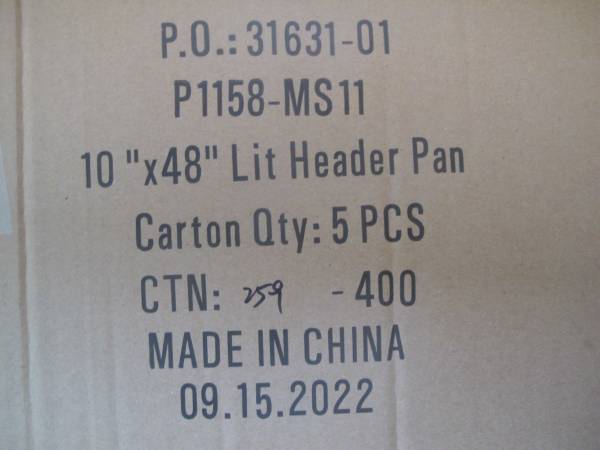 P.O.: 31631-01
P1158-MS11
10 "x48" Lit Header Pan
Carton Qty: 5 PCS
CTN: 259 - 400
MADE IN CHINA
09.15.2022